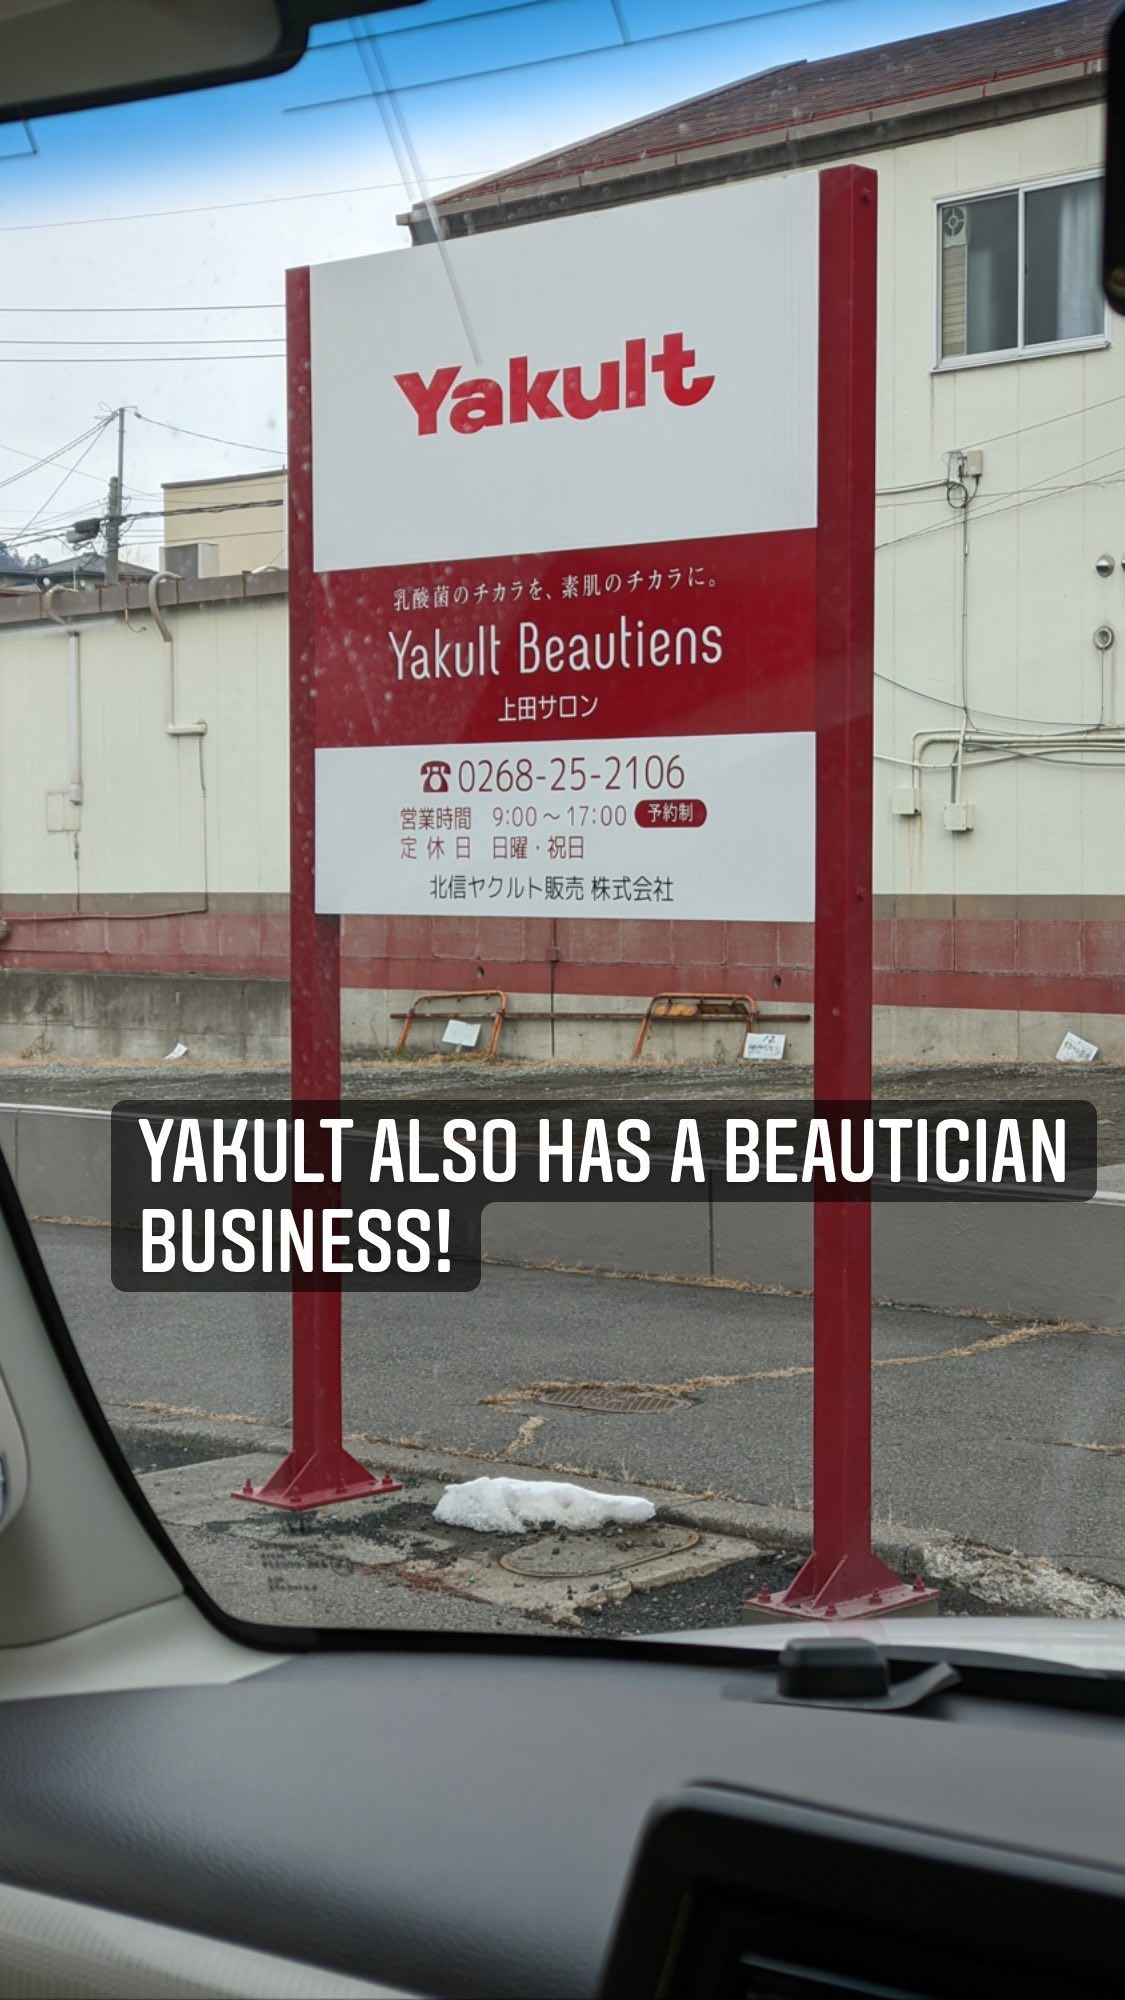 Yakult
乳酸菌のチカラを、素肌のチカラに。
Yakult Beautiens
上田サロン
☎0268-25-2106
営業時間 9:00～17:00 予約制
定休日 日曜・祝日
北信ヤクルト販売 株式会社
YAKULT ALSO HAS A BEAUTICIAN
BUSINESS!